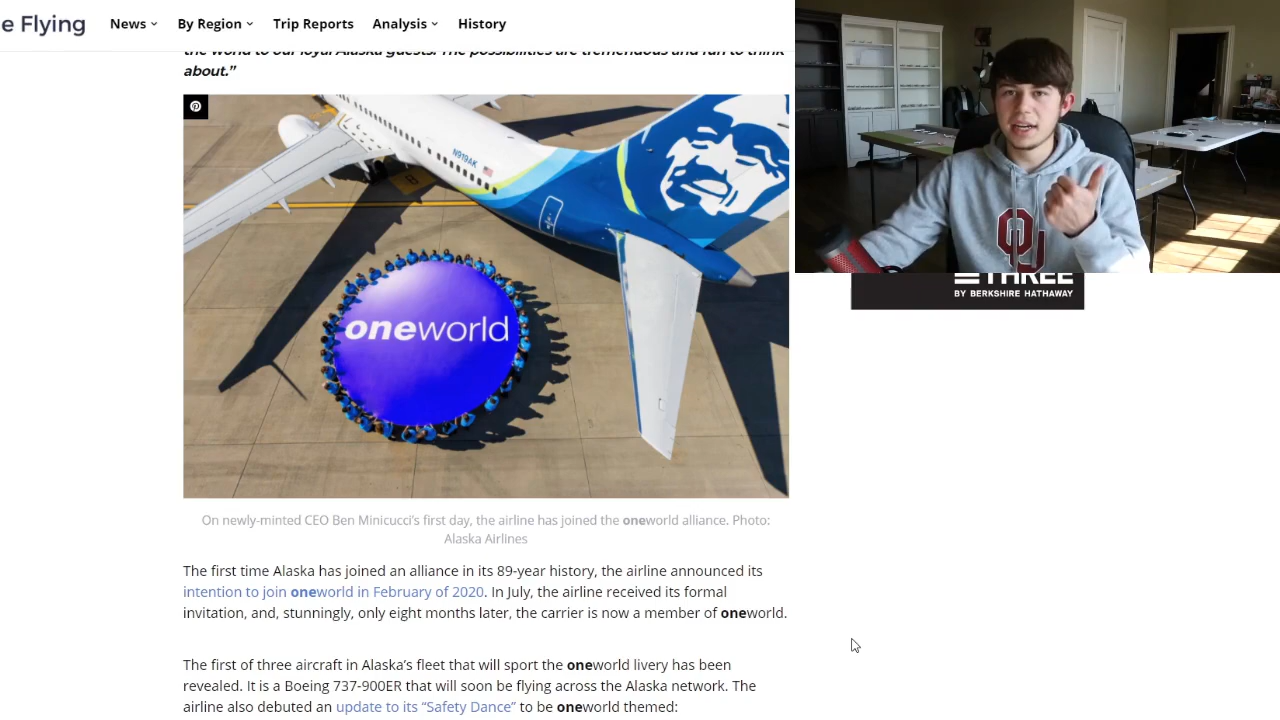 e Flying
News
By Region
Trip Reports
Analysis
History
the world to our loyal Alaska guests. The possibilities are tremendous and fun to think
about.”
N919AK
oneworld
OU
THREE
BY BERKSHIRE HATHAWAY
On newly-minted CEO Ben Minicucci’s first day, the airline has joined the oneworld alliance. Photo:
Alaska Airlines
The first time Alaska has joined an alliance in its 89-year history, the airline announced its
intention to join oneworld in February of 2020. In July, the airline received its formal
invitation, and, stunningly, only eight months later, the carrier is now a member of oneworld.
The first of three aircraft in Alaska’s fleet that will sport the oneworld livery has been
revealed. It is a Boeing 737-900ER that will soon be flying across the Alaska network. The
airline also debuted an update to its “Safety Dance” to be oneworld themed: